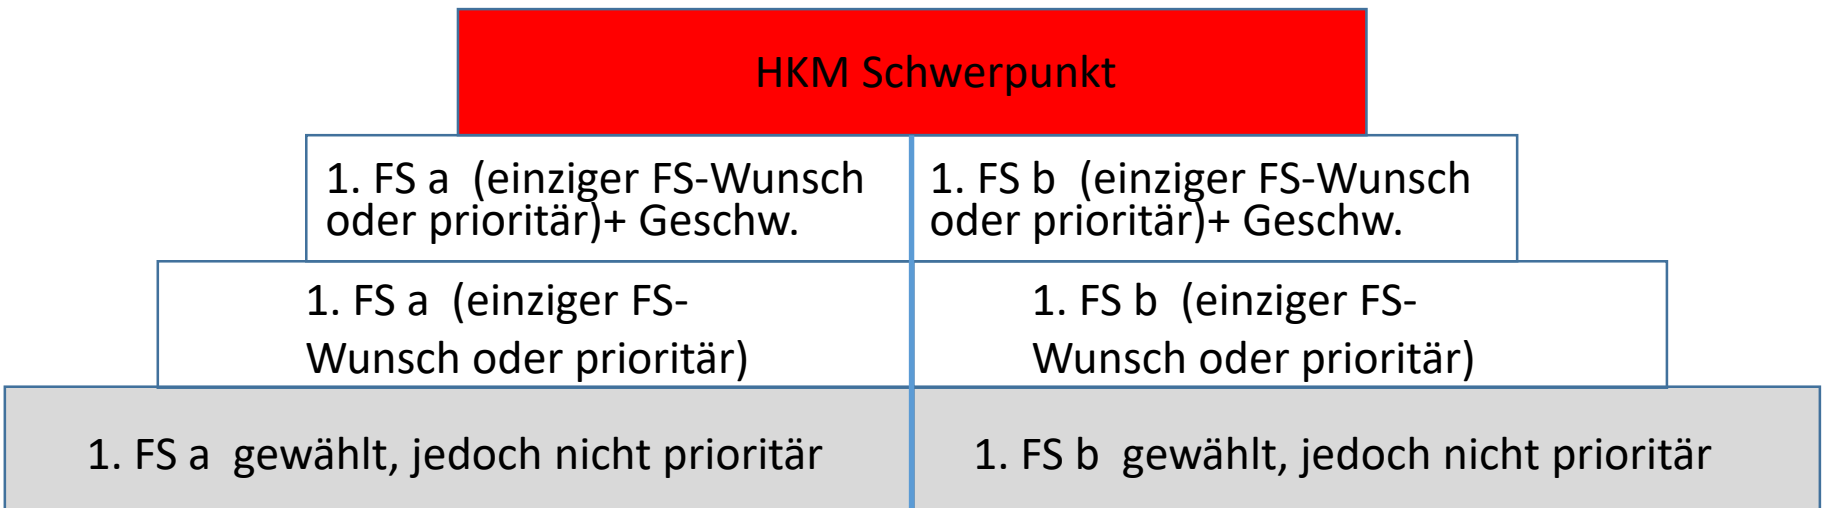 HKM Schwerpunkt
1. FS a  (einziger FS-Wunsch
oder prioritär)+ Geschw.
1. FS b  (einziger FS-Wunsch
oder prioritär)+ Geschw.
1. FS a  (einziger FS-
Wunsch oder prioritär)
1. FS b  (einziger FS-
Wunsch oder prioritär)
1. FS a  gewählt, jedoch nicht prioritär
1. FS b  gewählt, jedoch nicht prioritär